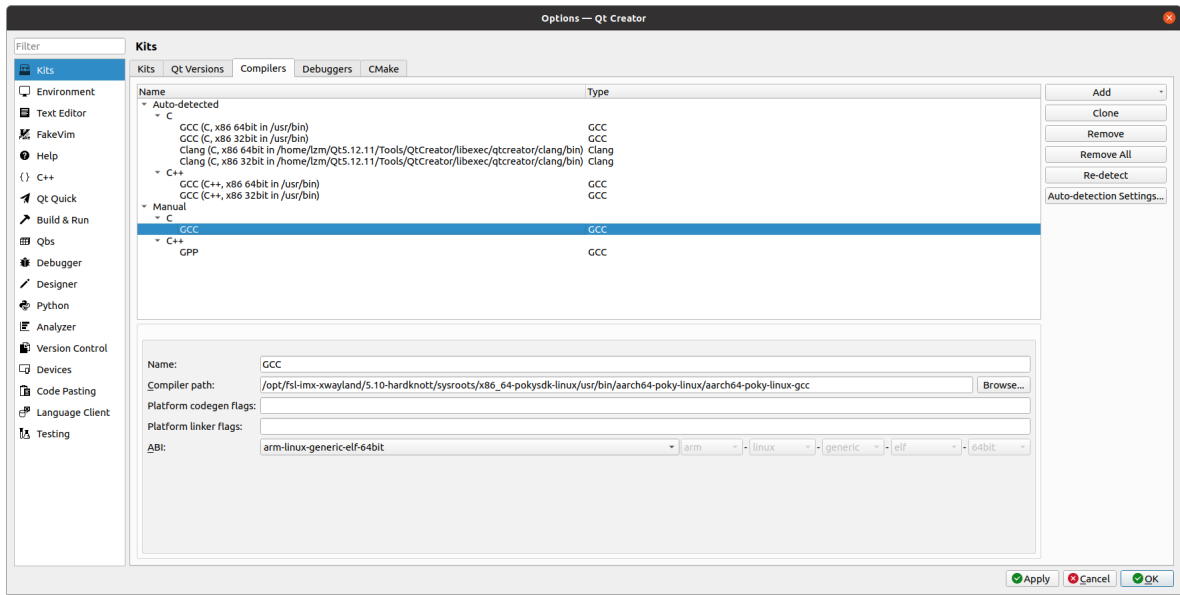 Options — Qt Creator
Filter
Kits
Kits
Environment
Text Editor
FakeVim
Help
{} C++
Qt Quick
Build & Run
Qbs
Debugger
Designer
Python
Analyzer
Version Control
Devices
Code Pasting
Language Client
Testing
Kits Qt Versions Compilers Debuggers CMake
Name Type
Auto-detected
C
GCC (C, x86 64bit in /usr/bin) GCC
GCC (C, x86 32bit in /usr/bin) GCC
Clang (C, x86 64bit in /home/lzm/Qt5.12.11/Tools/QtCreator/libexec/qtcreator/clang/bin) Clang
Clang (C, x86 32bit in /home/lzm/Qt5.12.11/Tools/QtCreator/libexec/qtcreator/clang/bin) Clang
C++
GCC (C++, x86 64bit in /usr/bin) GCC
GCC (C++, x86 32bit in /usr/bin) GCC
Manual
C
GCC GCC
C++
GPP GCC
Add
Clone
Remove
Remove All
Re-detect
Auto-detection Settings...
Name: GCC
Compiler path: /opt/fsl-imx-xwayland/5.10-hardknott/sysroots/x86_64-pokysdk-linux/usr/bin/aarch64-poky-linux/aarch64-poky-linux-gcc Browse...
Platform codegen flags:
Platform linker flags:
ABI: arm-linux-generic-elf-64bit arm - linux - generic - elf - 64bit
Apply Cancel OK